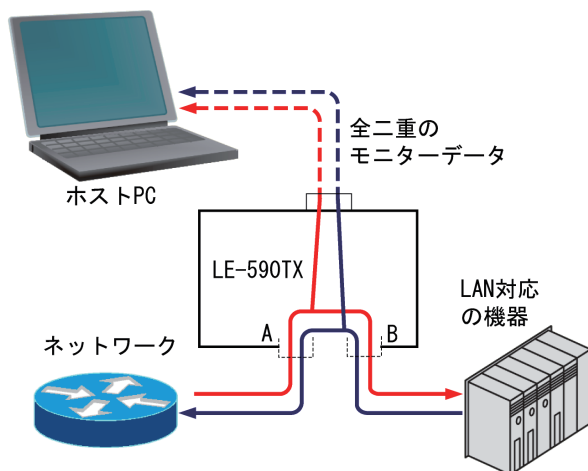 全二重の
モニターデータ
ホストPC
LE-590TX
LAN対応
の機器
A
B
ネットワーク